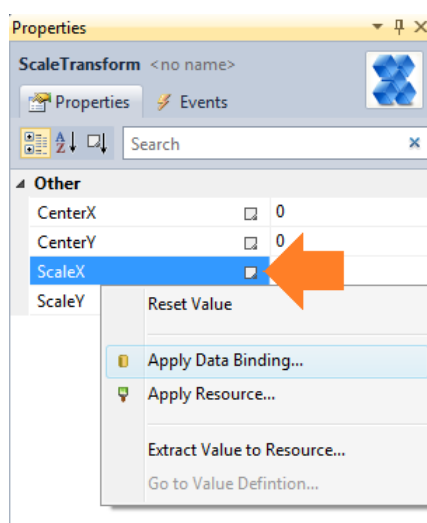 Properties
ScaleTransform <no name>
Properties Events
Search
Other
CenterX 0
CenterY 0
ScaleX
ScaleY
Reset Value
Apply Data Binding...
Apply Resource...
Extract Value to Resource...
Go to Value Defintion...